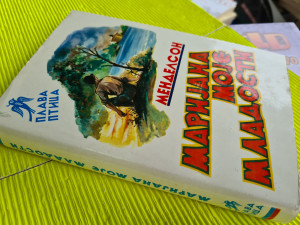 ПЛАВА
ПТИЦА
МЕНДЕЛСОН
МАРИЈАНА
МОЈЕ
МЛАДОСТИ
МАРИЈАНА МОЈЕ МЛАДОСТИ
ПЛАВА
ПТИЦА